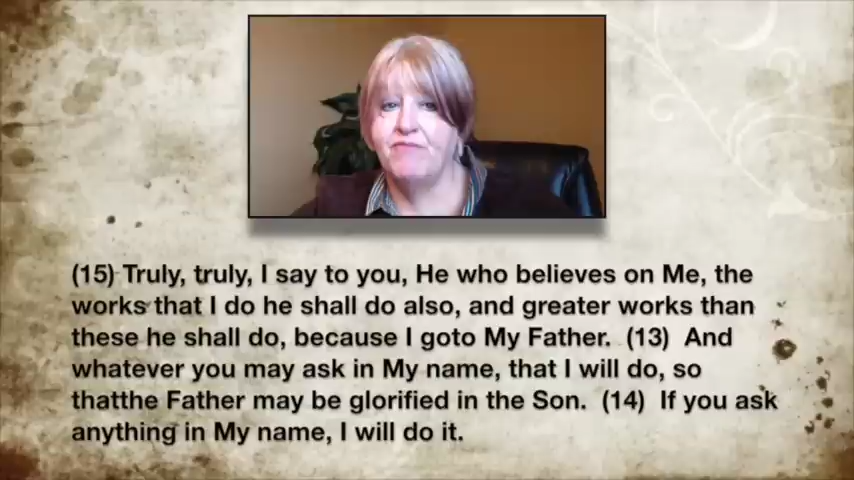 (15) Truly, truly, I say to you, He who believes on Me, the
works that I do he shall do also, and greater works than
these he shall do, because I goto My Father. (13) And
whatever you may ask in My name, that I will do, so
thatthe Father may be glorified in the Son. (14) If you ask
anything in My name, I will do it.